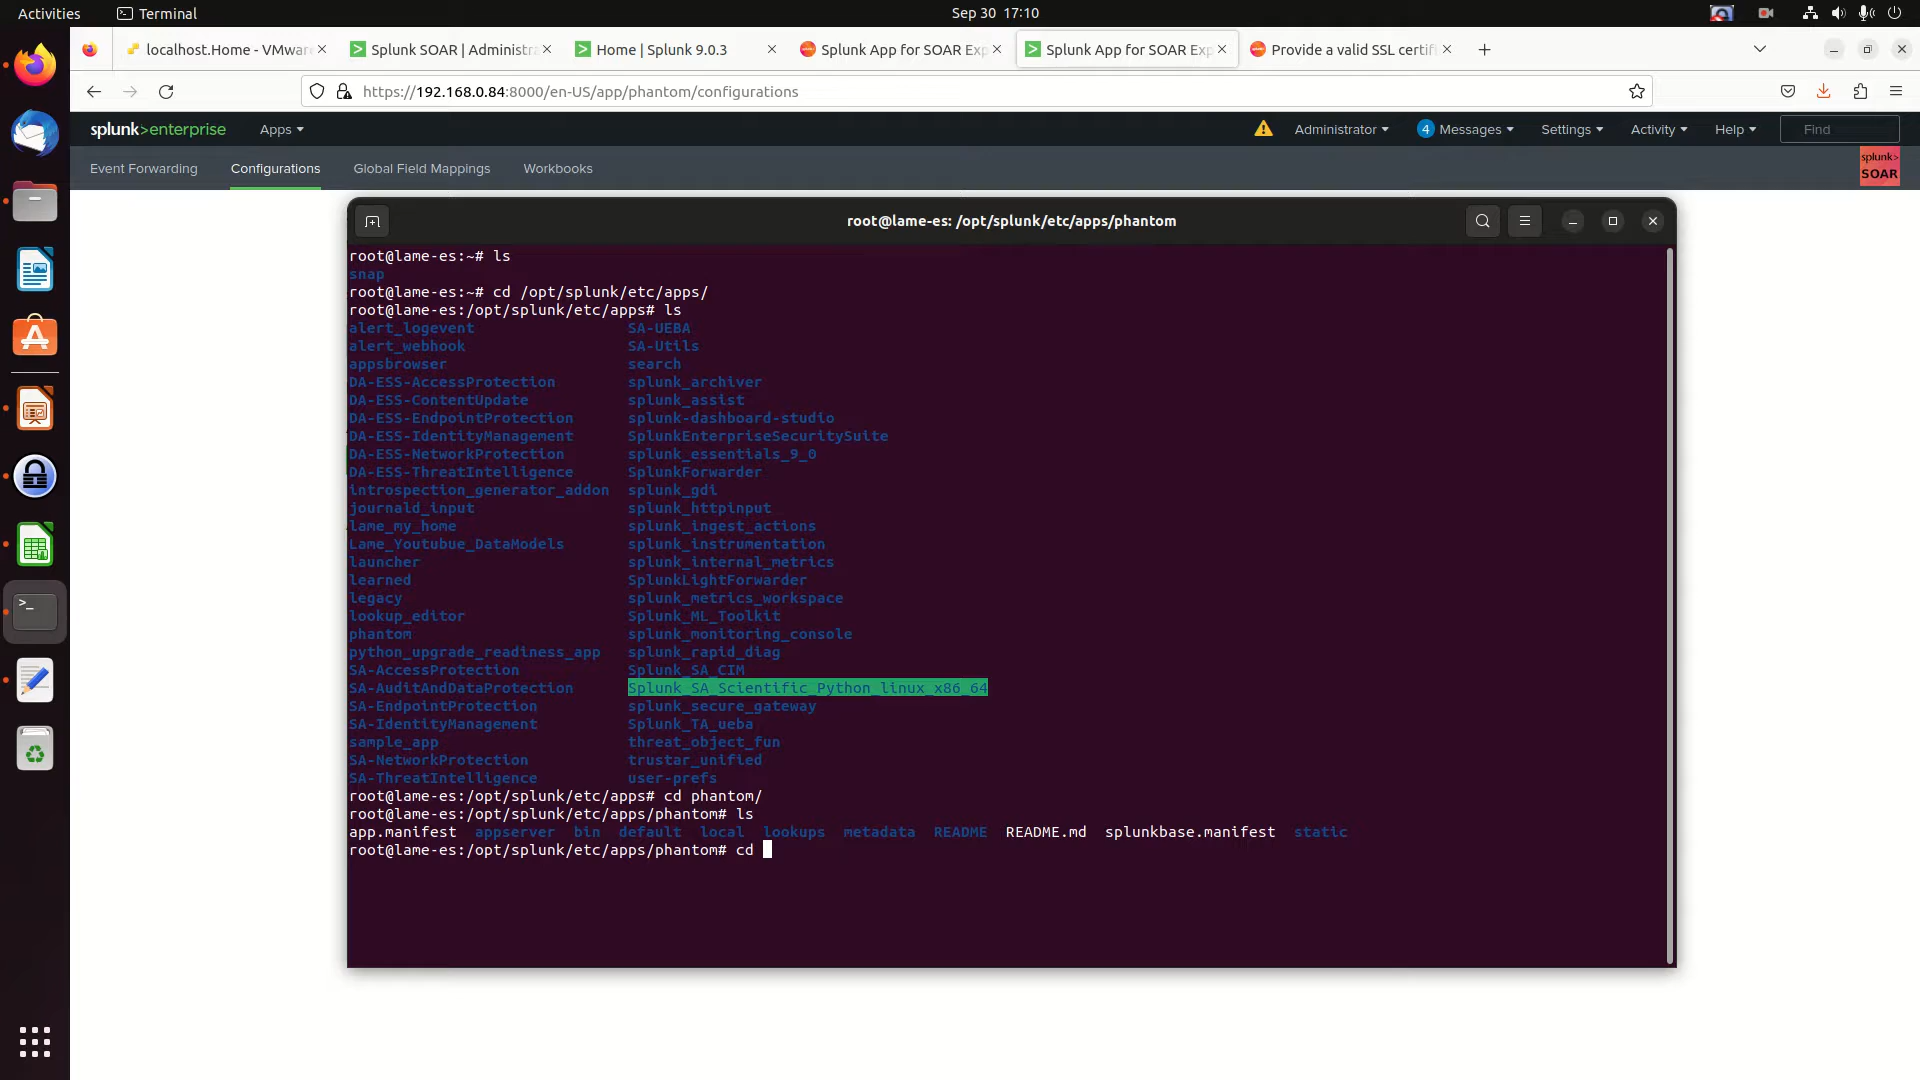 Activities
Terminal
Sep 30 17:10
localhost.Home - VMware
Splunk SOAR | Administra
Home | Splunk 9.0.3
Splunk App for SOAR Exp
Splunk App for SOAR Exp
Provide a valid SSL certifi
https://192.168.0.84:8000/en-US/app/phantom/configurations
splunk>enterprise
Apps
Administrator
4 Messages
Settings
Activity
Help
Find
Event Forwarding
Configurations
Global Field Mappings
Workbooks
splunk>
SOAR
root@lame-es: /opt/splunk/etc/apps/phantom
root@lame-es:~# ls
snap
root@lame-es:~# cd /opt/splunk/etc/apps/
root@lame-es:/opt/splunk/etc/apps# ls
alert_logevent SA-UEBA
alert_webhook SA-Utils
appsbrowser search
DA-ESS-AccessProtection splunk_archiver
DA-ESS-ContentUpdate splunk_assist
DA-ESS-EndpointProtection splunk-dashboard-studio
DA-ESS-IdentityManagement SplunkEnterpriseSecuritySuite
DA-ESS-NetworkProtection splunk_essentials_9_0
DA-ESS-ThreatIntelligence SplunkForwarder
introspection_generator_addon splunk_gdi
journald_input splunk_httpinput
lame_my_home splunk_ingest_actions
Lame_Youtubue_DataModels splunk_instrumentation
launcher splunk_internal_metrics
learned SplunkLightForwarder
legacy splunk_metrics_workspace
lookup_editor Splunk_ML_Toolkit
phantom splunk_monitoring_console
python_upgrade_readiness_app splunk_rapid_diag
SA-AccessProtection Splunk_SA_CIM
SA-AuditAndDataProtection Splunk_SA_Scientific_Python_linux_x86_64
SA-EndpointProtection splunk_secure_gateway
SA-IdentityManagement Splunk_TA_ueba
sample_app threat_object_fun
SA-NetworkProtection trustar_unified
SA-ThreatIntelligence user-prefs
root@lame-es:/opt/splunk/etc/apps# cd phantom/
root@lame-es:/opt/splunk/etc/apps/phantom# ls
app.manifest appserver bin default local lookups metadata README README.md splunkbase.manifest static
root@lame-es:/opt/splunk/etc/apps/phantom# cd